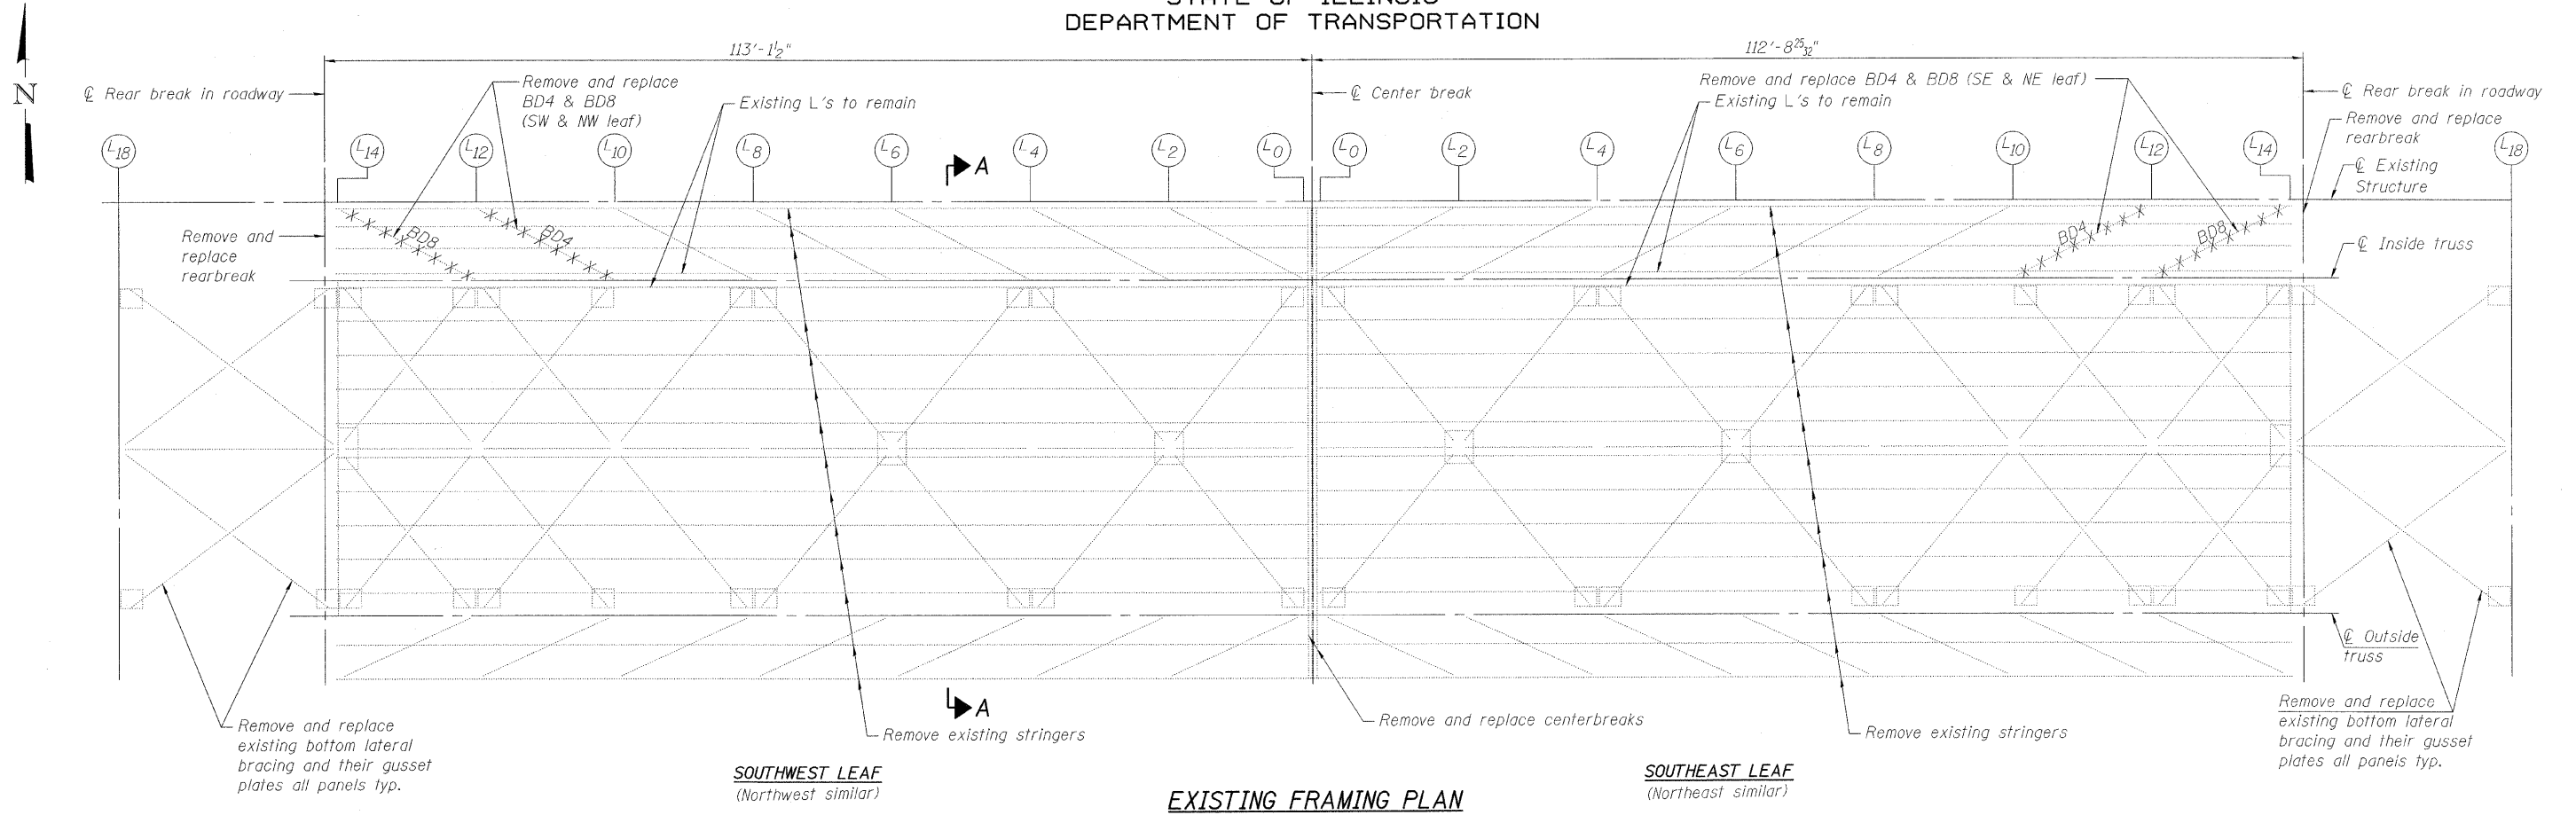 STATE OF ILLINOIS
DEPARTMENT OF TRANSPORTATION
113'-1½"
112'-8 25/32"
N
℄ Rear break in roadway
Remove and replace
BD4 & BD8
(SW & NW leaf)
Existing L's to remain
℄ Center break
Remove and replace BD4 & BD8 (SE & NE leaf)
Existing L's to remain
℄ Rear break in roadway
Remove and replace
rearbreak
℄ Existing
Structure
L18
L14
L12
L10
L8
L6
L4
L2
L0
L0
L2
L4
L6
L8
L10
L12
L14
L18
A
BD8
BD4
BD4
BD8
Remove and
replace
rearbreak
℄ Inside truss
℄ Outside
truss
A
Remove and replace
existing bottom lateral
bracing and their gusset
plates all panels typ.
Remove existing stringers
Remove and replace centerbreaks
Remove existing stringers
Remove and replace
existing bottom lateral
bracing and their gusset
plates all panels typ.
SOUTHWEST LEAF
(Northwest similar)
SOUTHEAST LEAF
(Northeast similar)
EXISTING FRAMING PLAN